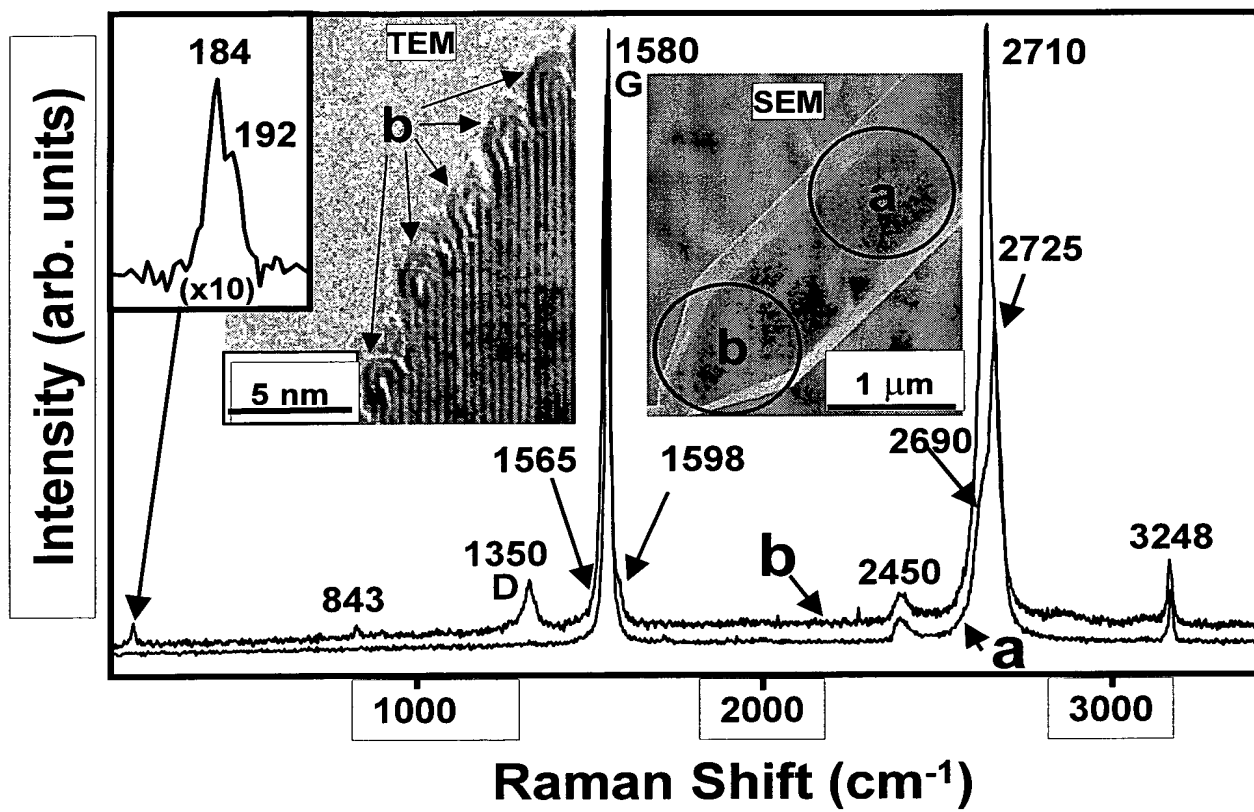 184
192
(x10)
TEM
b
5 nm
1580
G
SEM
a
b
1 μm
2710
2725
2690
1565
1598
1350
D
843
b
2450
a
3248
Intensity (arb. units)
1000
2000
3000
Raman Shift (cm⁻¹)